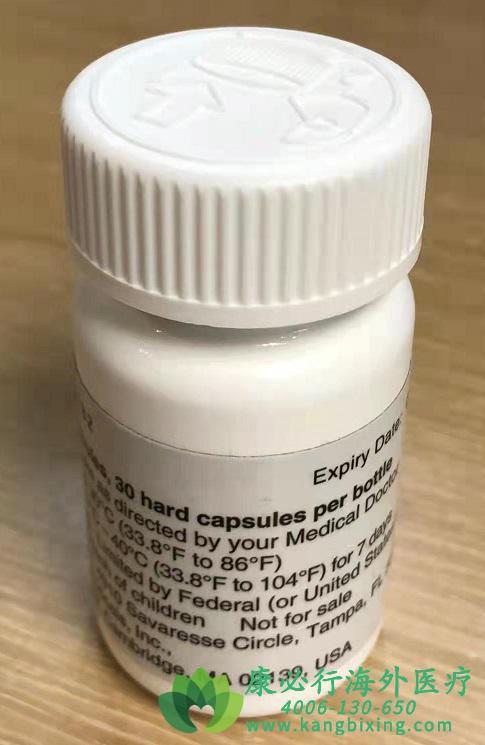 Expiry Date:
30 hard capsules per bottle
as directed by your Medical Doctor
(33.8°F to 86°F)
40°C (33.8°F to 104°F) for 7 days
by Federal (or United States
of children Not for sale
Savaresse Circle, Tampa, FL
Inc.,
MA 02139, USA
康必行海外医疗
4006-130-650
www.kangbixing.com